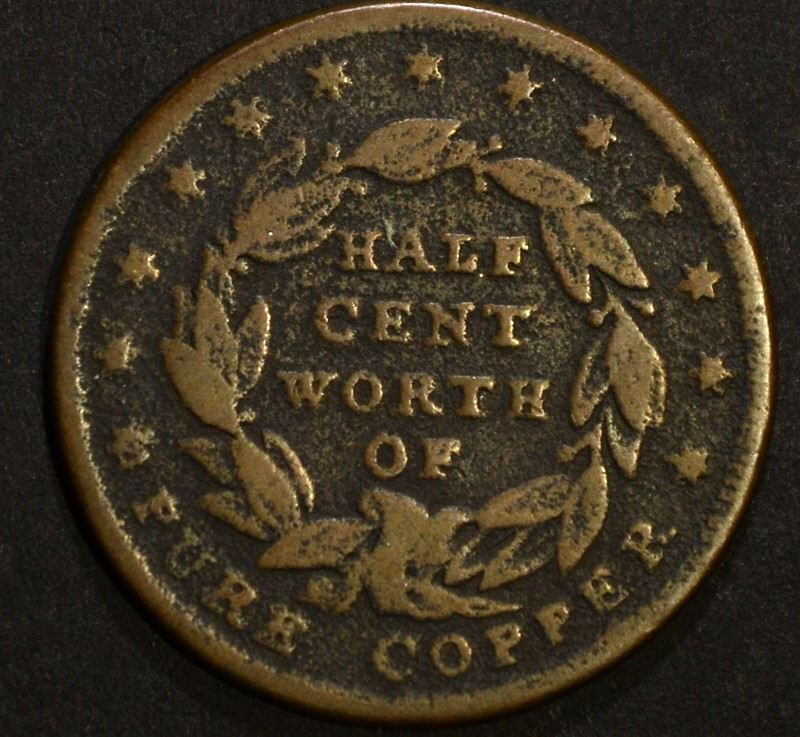 HALF
CENT
WORTH
OF
PURE COPPER.